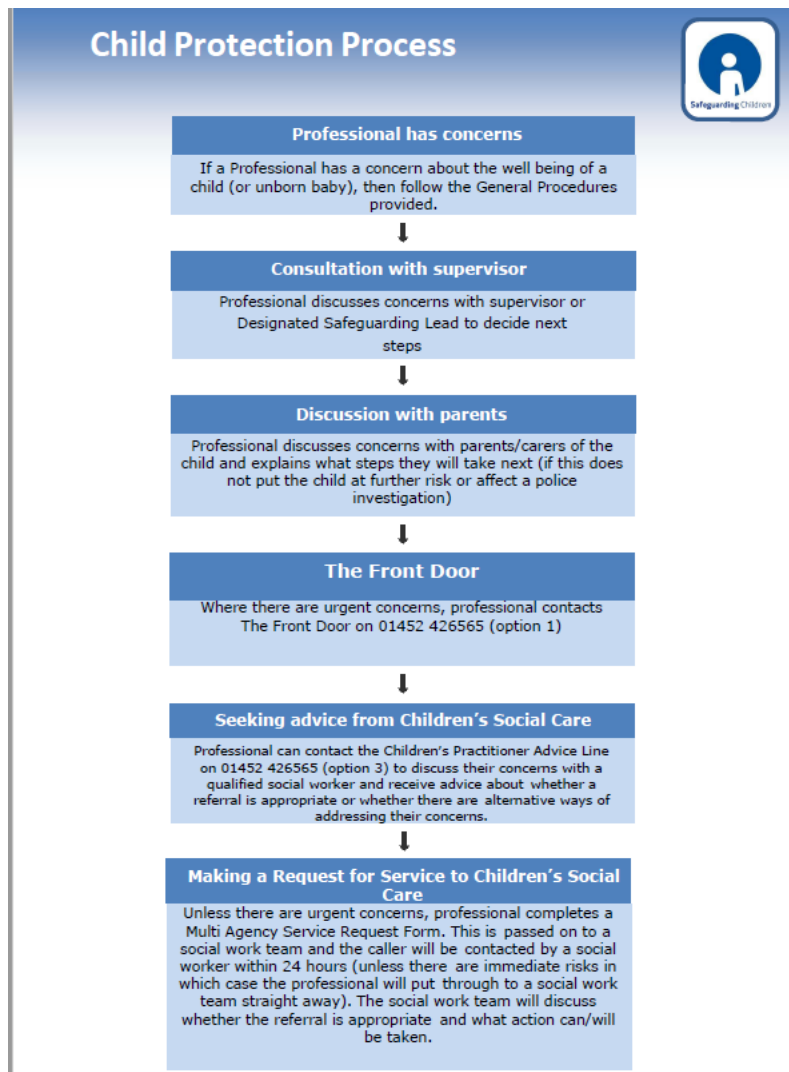 Child Protection Process
Safeguarding Children
Professional has concerns
If a Professional has a concern about the well being of a
child (or unborn baby), then follow the General Procedures
provided.
Consultation with supervisor
Professional discusses concerns with supervisor or
Designated Safeguarding Lead to decide next
steps
Discussion with parents
Professional discusses concerns with parents/carers of the
child and explains what steps they will take next (if this does
not put the child at further risk or affect a police
investigation)
The Front Door
Where there are urgent concerns, professional contacts
The Front Door on 01452 426565 (option 1)
Seeking advice from Children's Social Care
Professional can contact the Children's Practitioner Advice Line
on 01452 426565 (option 3) to discuss their concerns with a
qualified social worker and receive advice about whether a
referral is appropriate or whether there are alternative ways of
addressing their concerns.
Making a Request for Service to Children's Social
Care
Unless there are urgent concerns, professional completes a
Multi Agency Service Request Form. This is passed on to a
social work team and the caller will be contacted by a social
worker within 24 hours (unless there are immediate risks in
which case the professional will put through to a social work
team straight away). The social work team will discuss
whether the referral is appropriate and what action can/will
be taken.